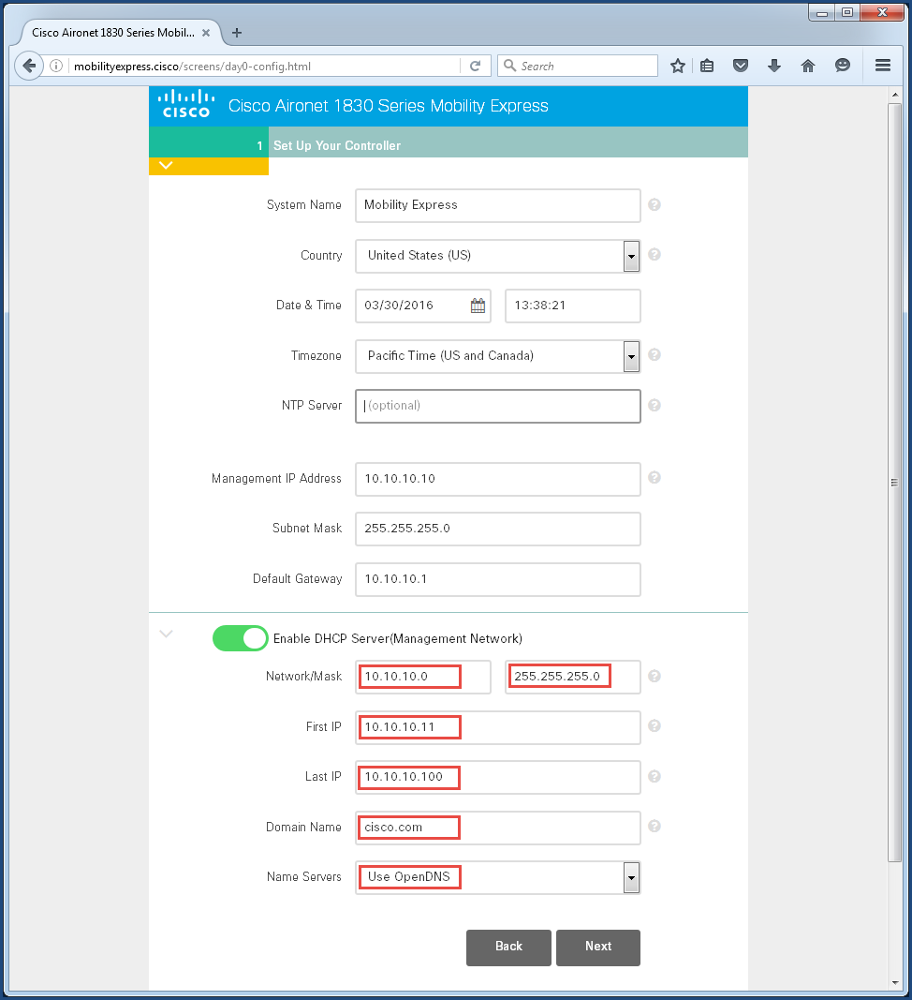 Cisco Aironet 1830 Series Mobil...
mobilityexpress.cisco/screens/day0-config.html
Search
CISCO Cisco Aironet 1830 Series Mobility Express
1 Set Up Your Controller
System Name Mobility Express
Country United States (US)
Date & Time 03/30/2016 13:38:21
Timezone Pacific Time (US and Canada)
NTP Server (optional)
Management IP Address 10.10.10.10
Subnet Mask 255.255.255.0
Default Gateway 10.10.10.1
Enable DHCP Server(Management Network)
Network/Mask 10.10.10.0 255.255.255.0
First IP 10.10.10.11
Last IP 10.10.10.100
Domain Name cisco.com
Name Servers Use OpenDNS
Back Next